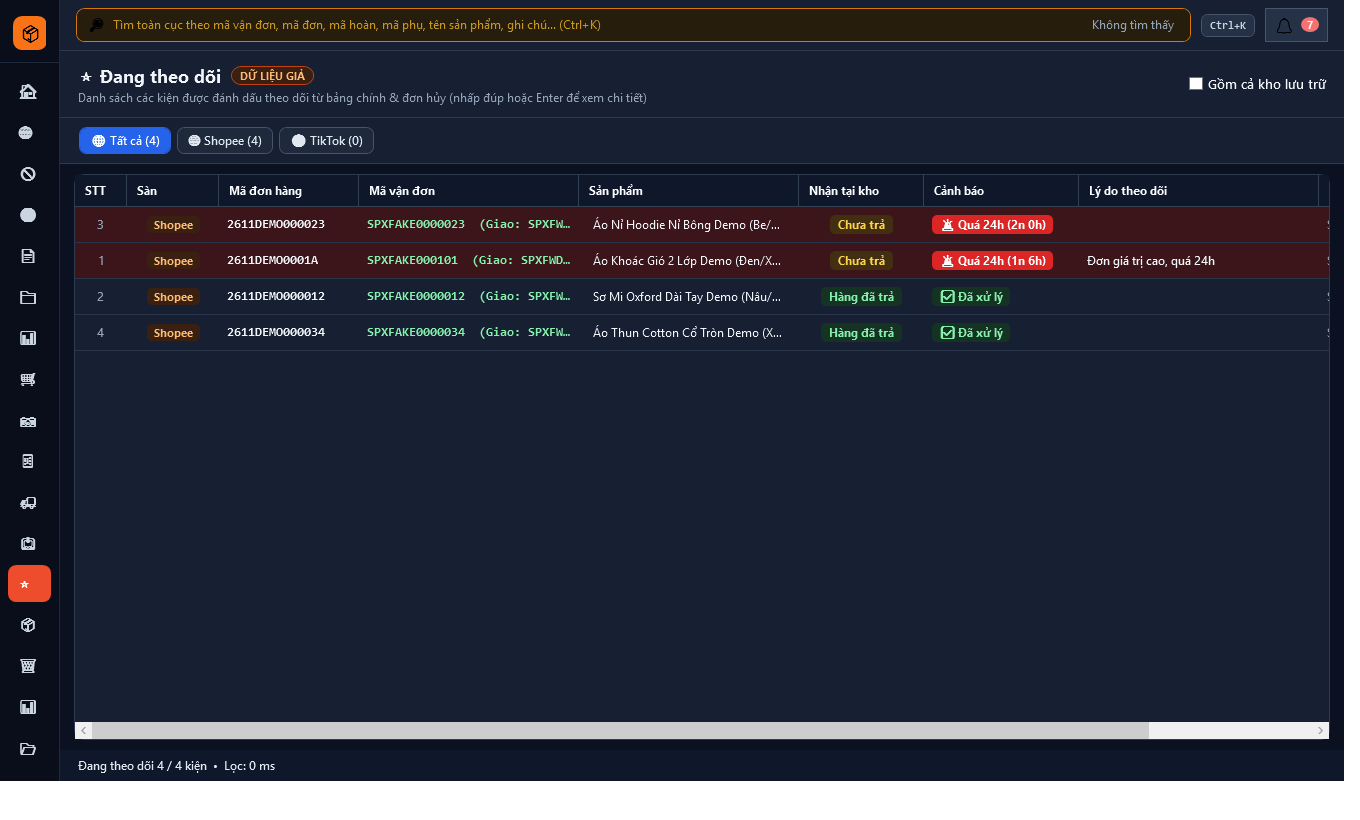 Tìm toàn cục theo mã vận đơn, mã đơn, mã hoàn, mã phụ, tên sản phẩm, ghi chú... (Ctrl+K) Không tìm thấy Ctrl+K 7
Đang theo dõi DỮ LIỆU GIẢ
Danh sách các kiện được đánh dấu theo dõi từ bảng chính & đơn hủy (nhấp đúp hoặc Enter để xem chi tiết)
Gồm cả kho lưu trữ
Tất cả (4) Shopee (4) TikTok (0)
STT Sàn Mã đơn hàng Mã vận đơn Sản phẩm Nhận tại kho Cảnh báo Lý do theo dõi
3 Shopee 2611DEMO000023 SPXFAKE0000023 (Giao: SPXFW… Áo Nỉ Hoodie Nỉ Bông Demo (Be/... Chưa trả Quá 24h (2n 0h)
1 Shopee 2611DEMO0001A SPXFAKE000101 (Giao: SPXFWD… Áo Khoác Gió 2 Lớp Demo (Đen/X... Chưa trả Quá 24h (1n 6h) Đơn giá trị cao, quá 24h
2 Shopee 2611DEMO000012 SPXFAKE0000012 (Giao: SPXFW… Sơ Mi Oxford Dài Tay Demo (Nâu/... Hàng đã trả Đã xử lý
4 Shopee 2611DEMO000034 SPXFAKE0000034 (Giao: SPXFW… Áo Thun Cotton Cổ Tròn Demo (X... Hàng đã trả Đã xử lý
Đang theo dõi 4 / 4 kiện • Lọc: 0 ms